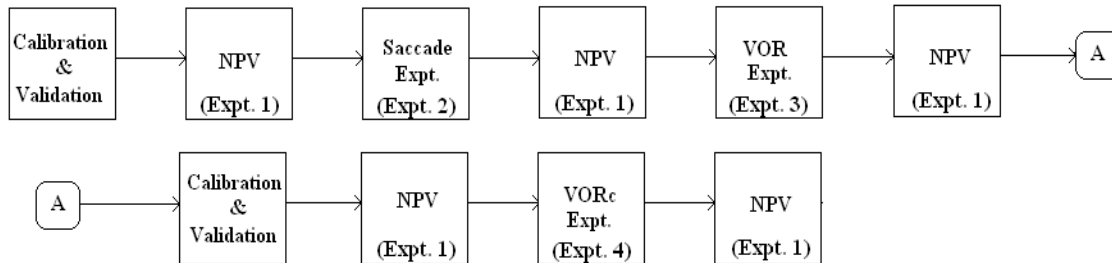 Calibration
&
Validation
NPV
(Expt. 1)
Saccade
Expt.
(Expt. 2)
NPV
(Expt. 1)
VOR
Expt.
(Expt. 3)
NPV
(Expt. 1)
A
A
Calibration
&
Validation
NPV
(Expt. 1)
VORc
Expt.
(Expt. 4)
NPV
(Expt. 1)